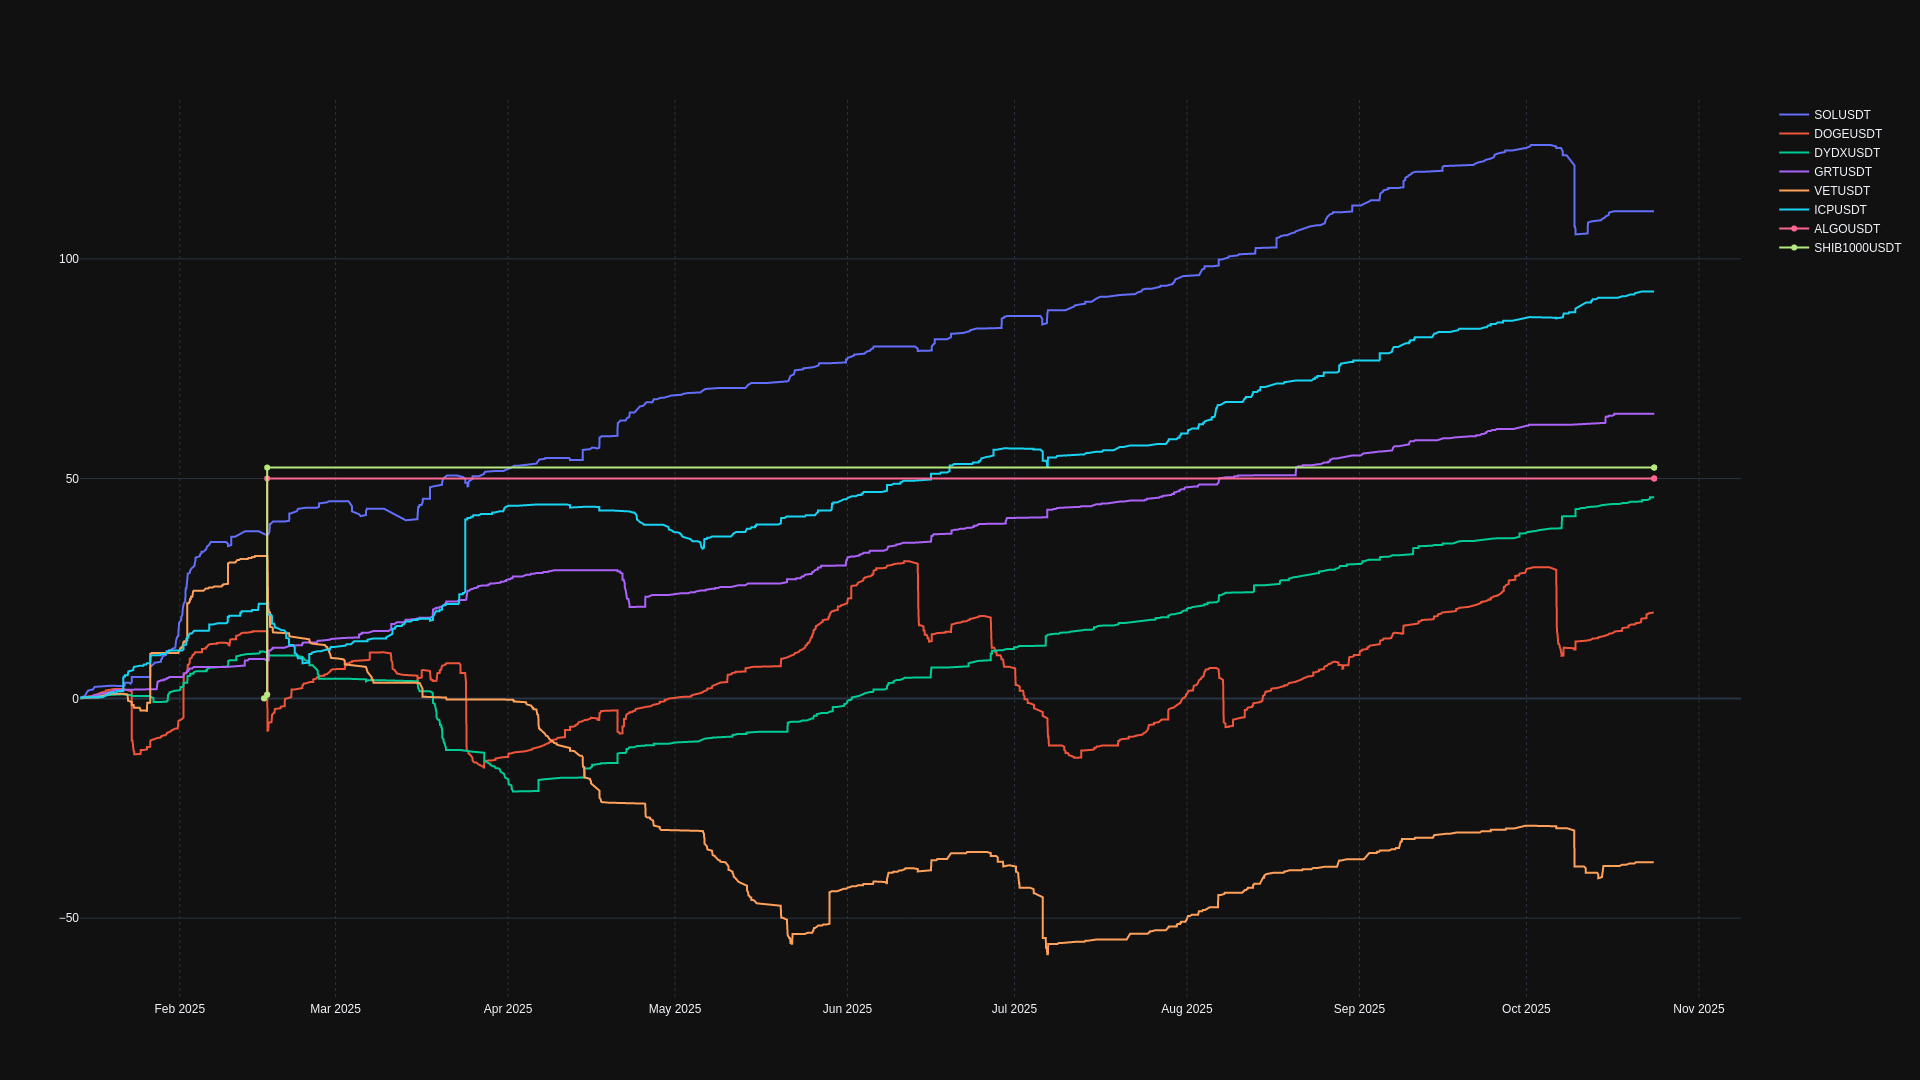 SOLUSDT
DOGEUSDT
DYDXUSDT
GRTUSDT
VETUSDT
ICPUSDT
ALGOUSDT
SHIB1000USDT
100
50
0
−50
Feb 2025
Mar 2025
Apr 2025
May 2025
Jun 2025
Jul 2025
Aug 2025
Sep 2025
Oct 2025
Nov 2025